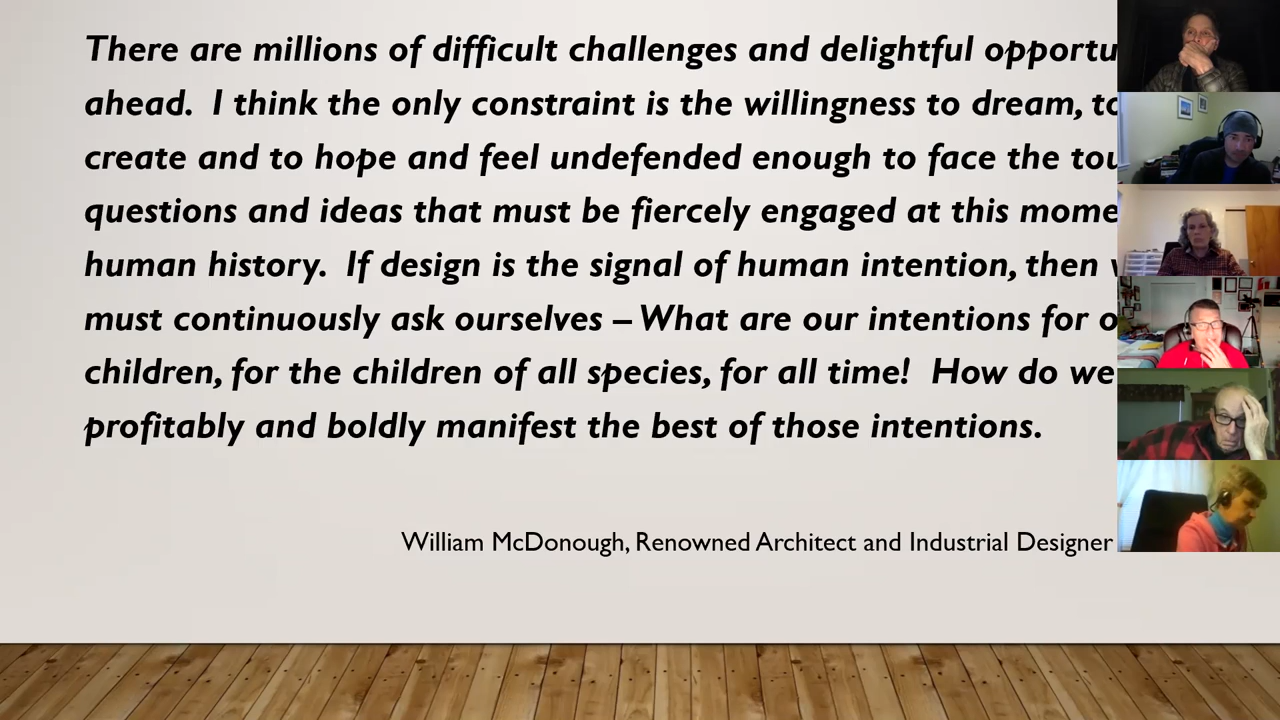 There are millions of difficult challenges and delightful
ahead.  I think the only constraint is the willingness to dream,
create and to hope and feel undefended enough to face the
questions and ideas that must be fiercely engaged at this
human history.  If design is the signal of human intention, then
must continuously ask ourselves – What are our intentions for
children, for the children of all species, for all time!  How do we
profitably and boldly manifest the best of those intentions.
William McDonough, Renowned Architect and Industrial Designer